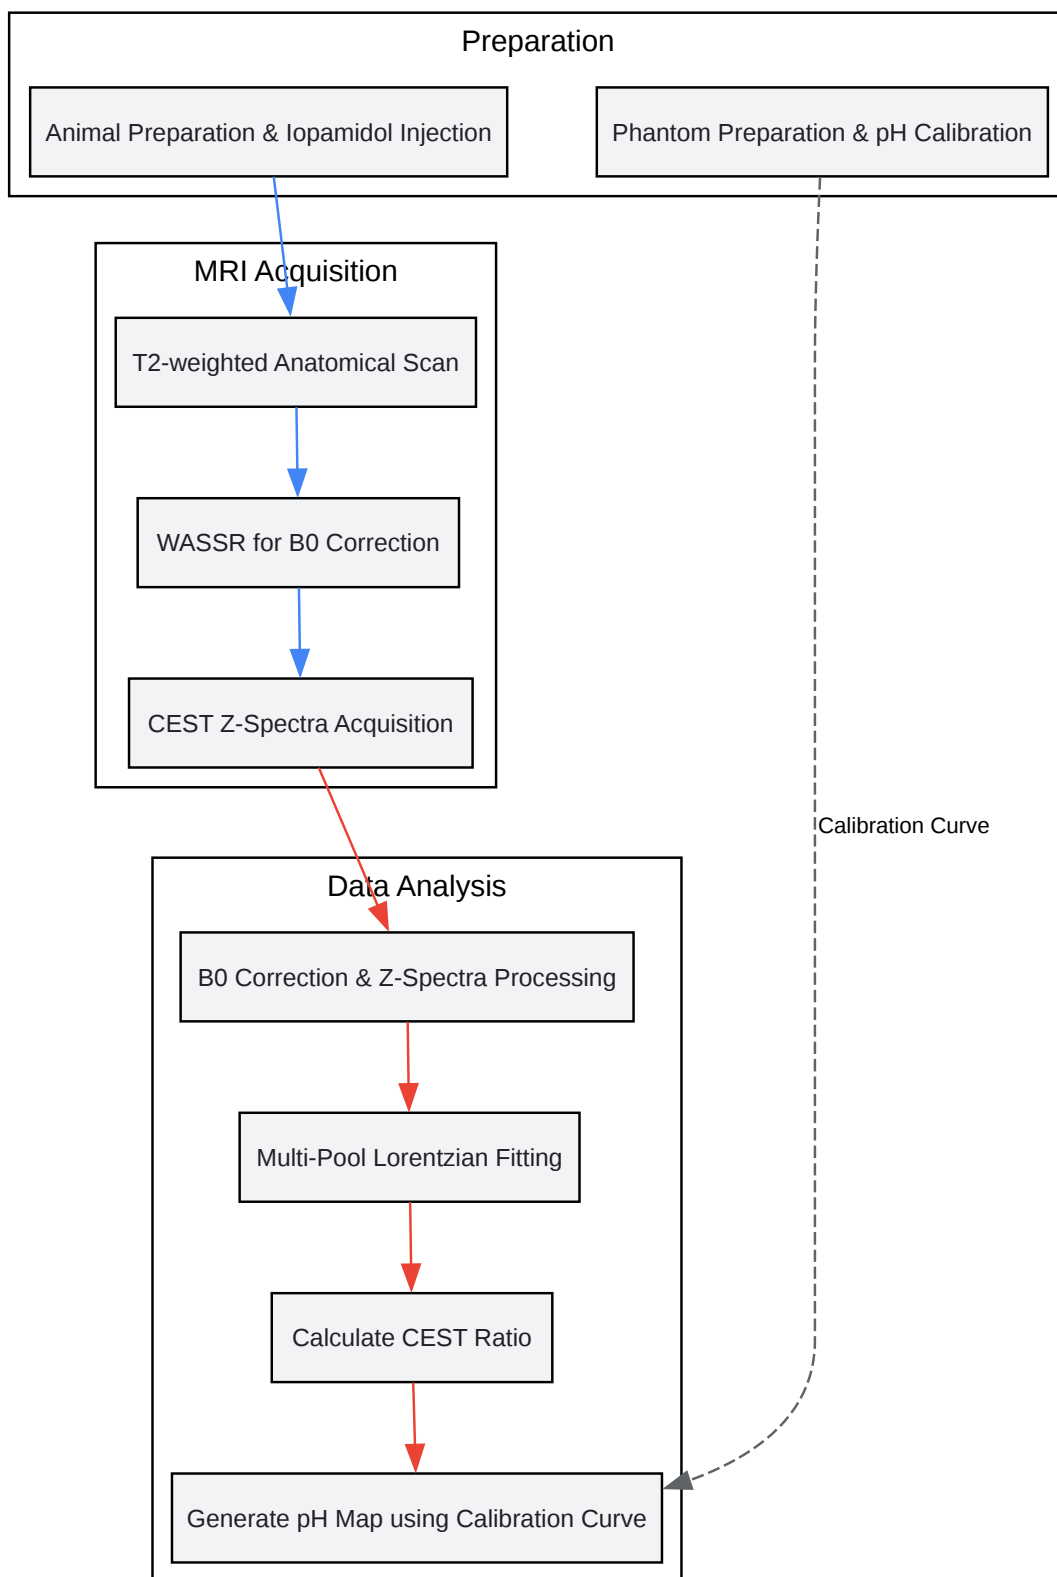 Preparation
Animal Preparation & Iopamidol Injection
Phantom Preparation & pH Calibration
MRI Acquisition
T2-weighted Anatomical Scan
WASSR for B0 Correction
CEST Z-Spectra Acquisition
Calibration Curve
Data Analysis
B0 Correction & Z-Spectra Processing
Multi-Pool Lorentzian Fitting
Calculate CEST Ratio
Generate pH Map using Calibration Curve